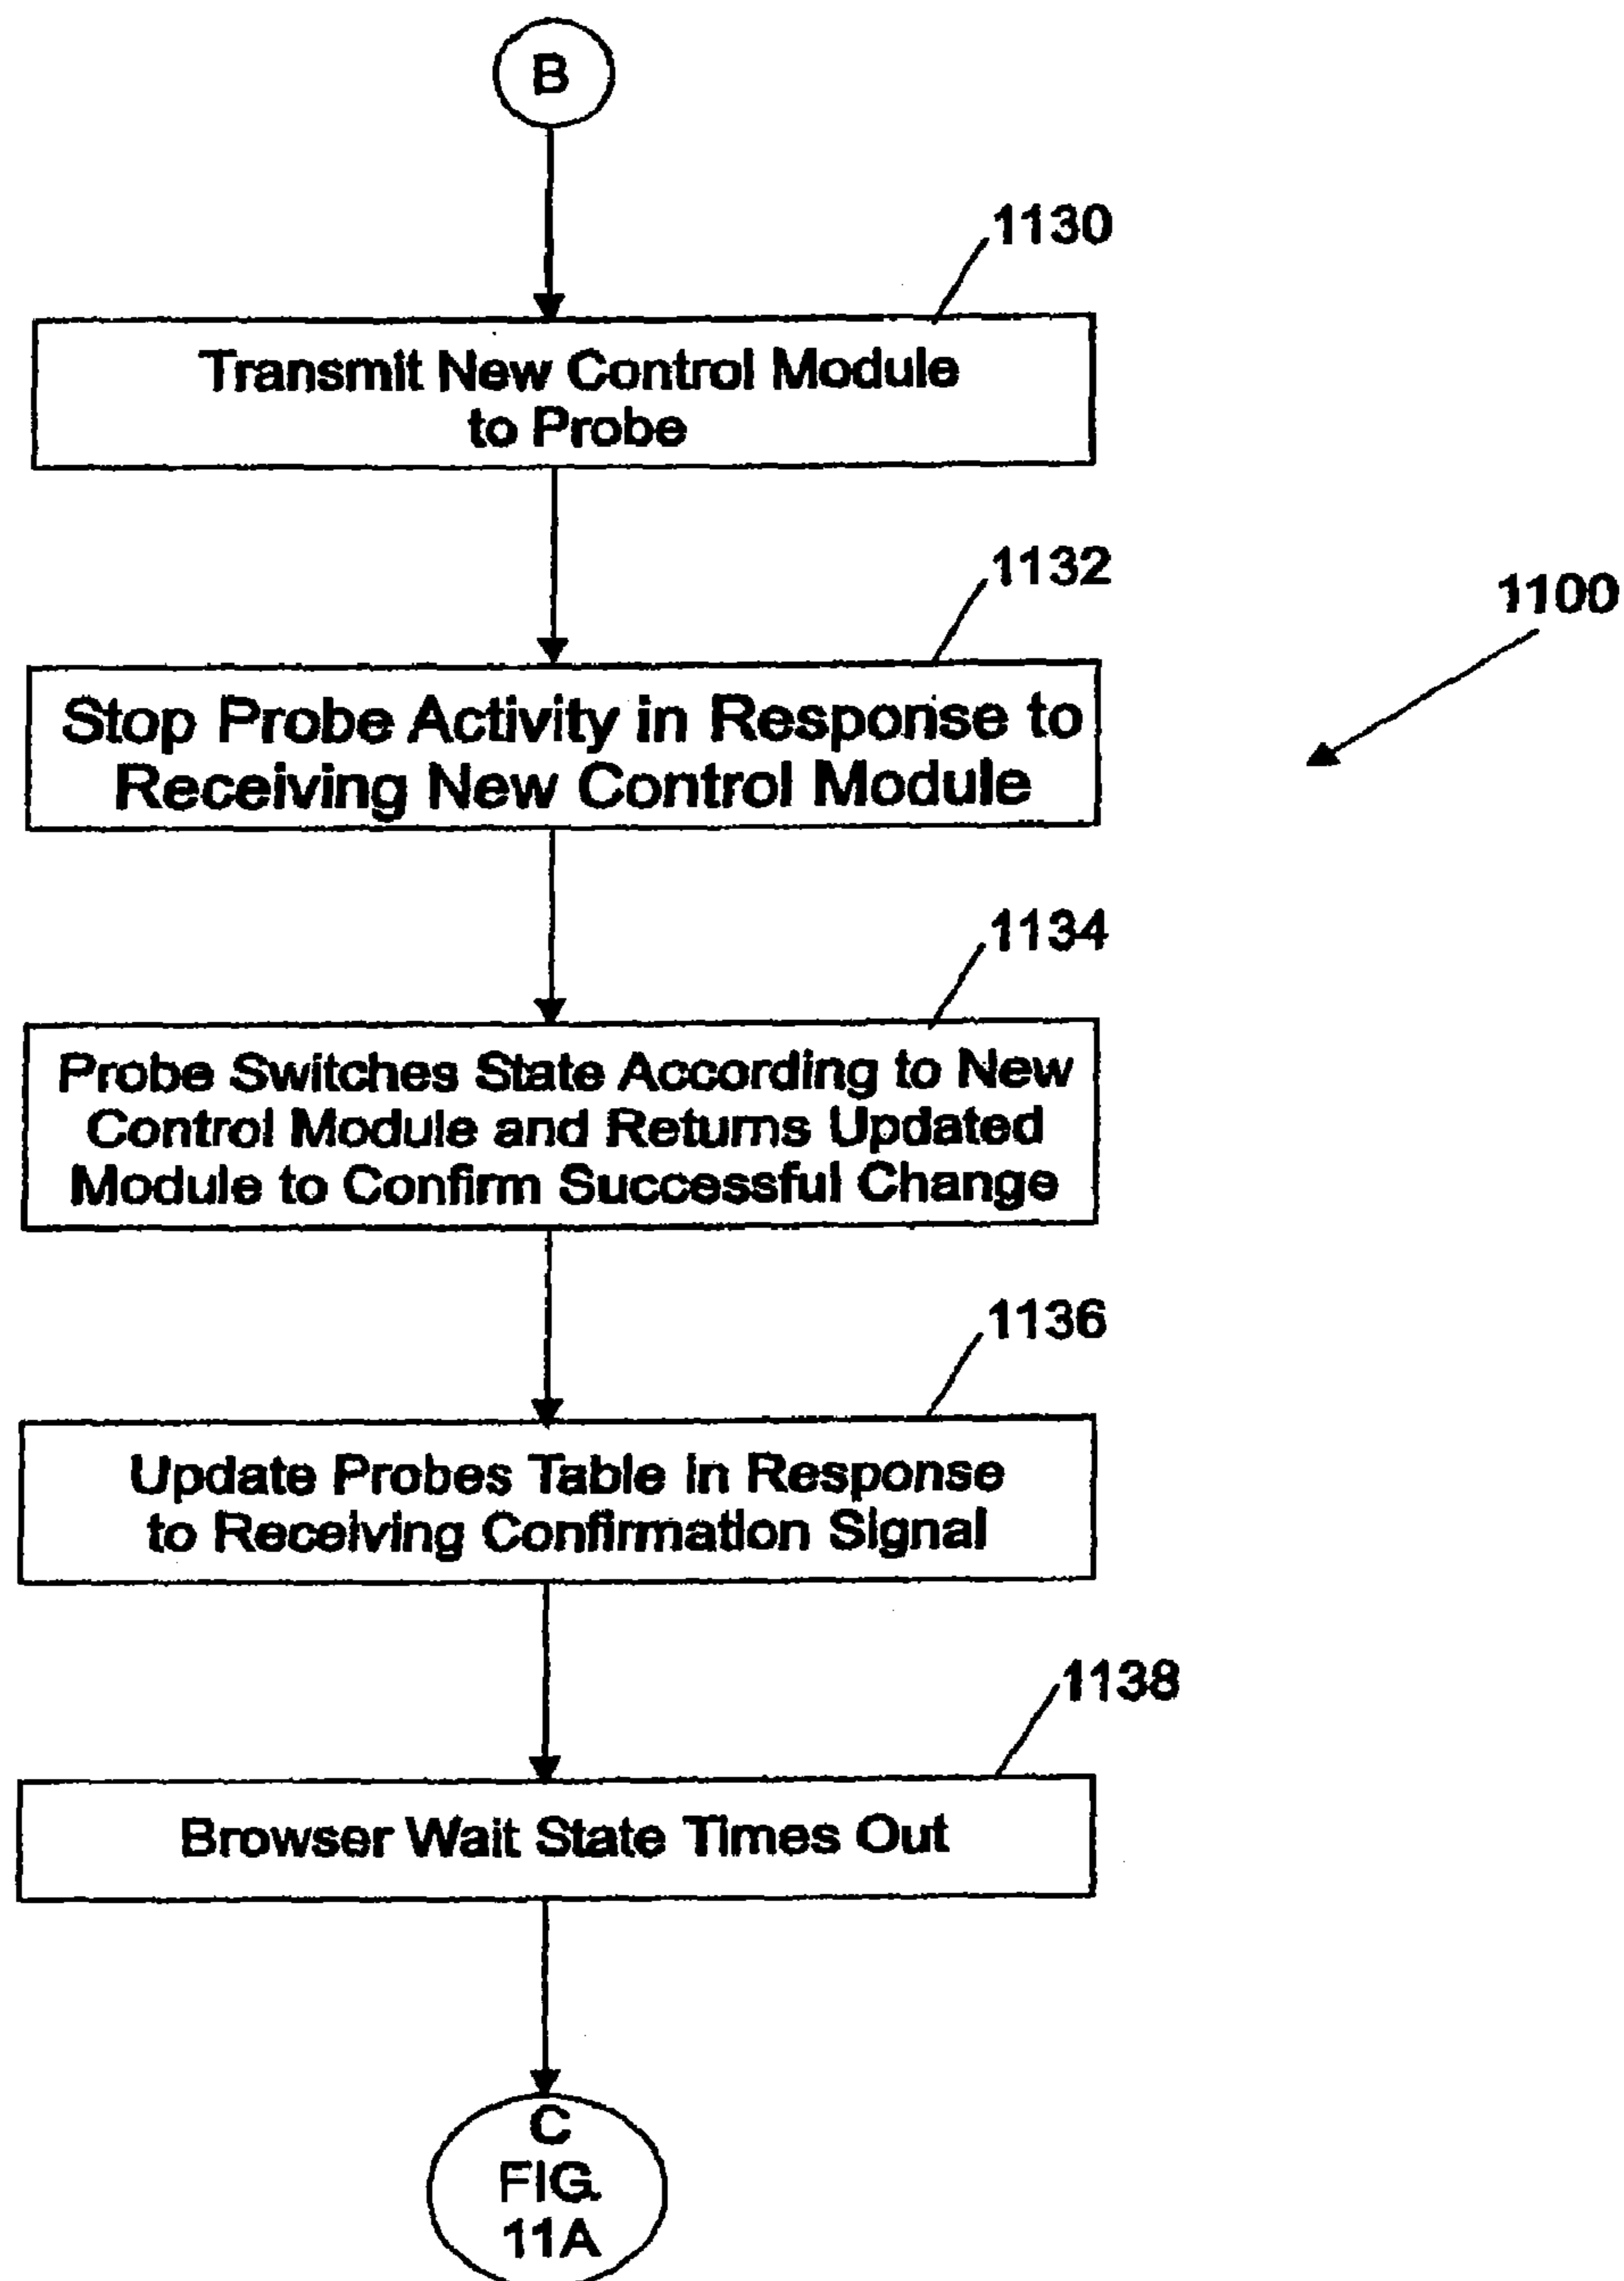 B
1130
Transmit New Control Module
to Probe
1132
1100
Stop Probe Activity in Response to
Receiving New Control Module
1134
Probe Switches State According to New
Control Module and Returns Updated
Module to Confirm Successful Change
1136
Update Probes Table in Response
to Receiving Confirmation Signal
1138
Browser Wait State Times Out
C
FIG.
11A